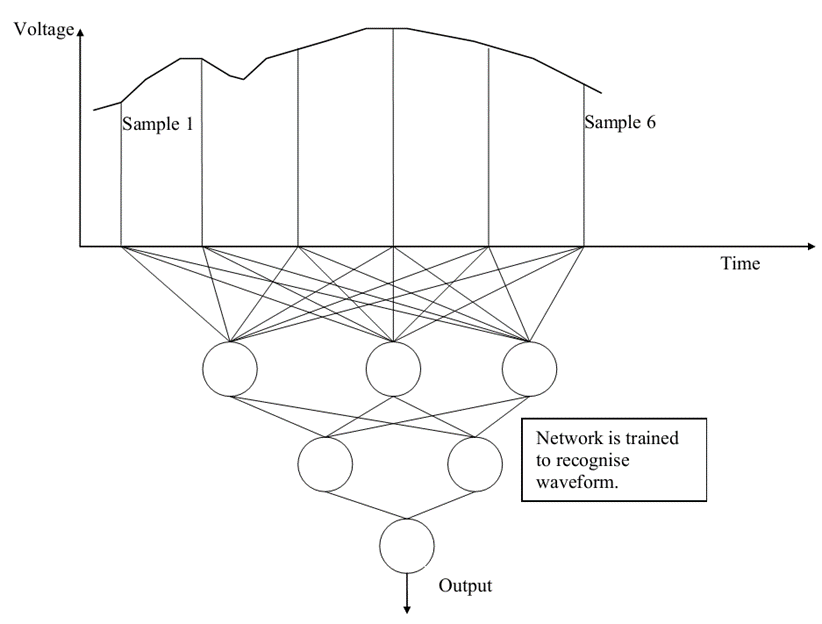 Voltage
Sample 1
Sample 6
Time
Network is trained
to recognise
waveform.
Output